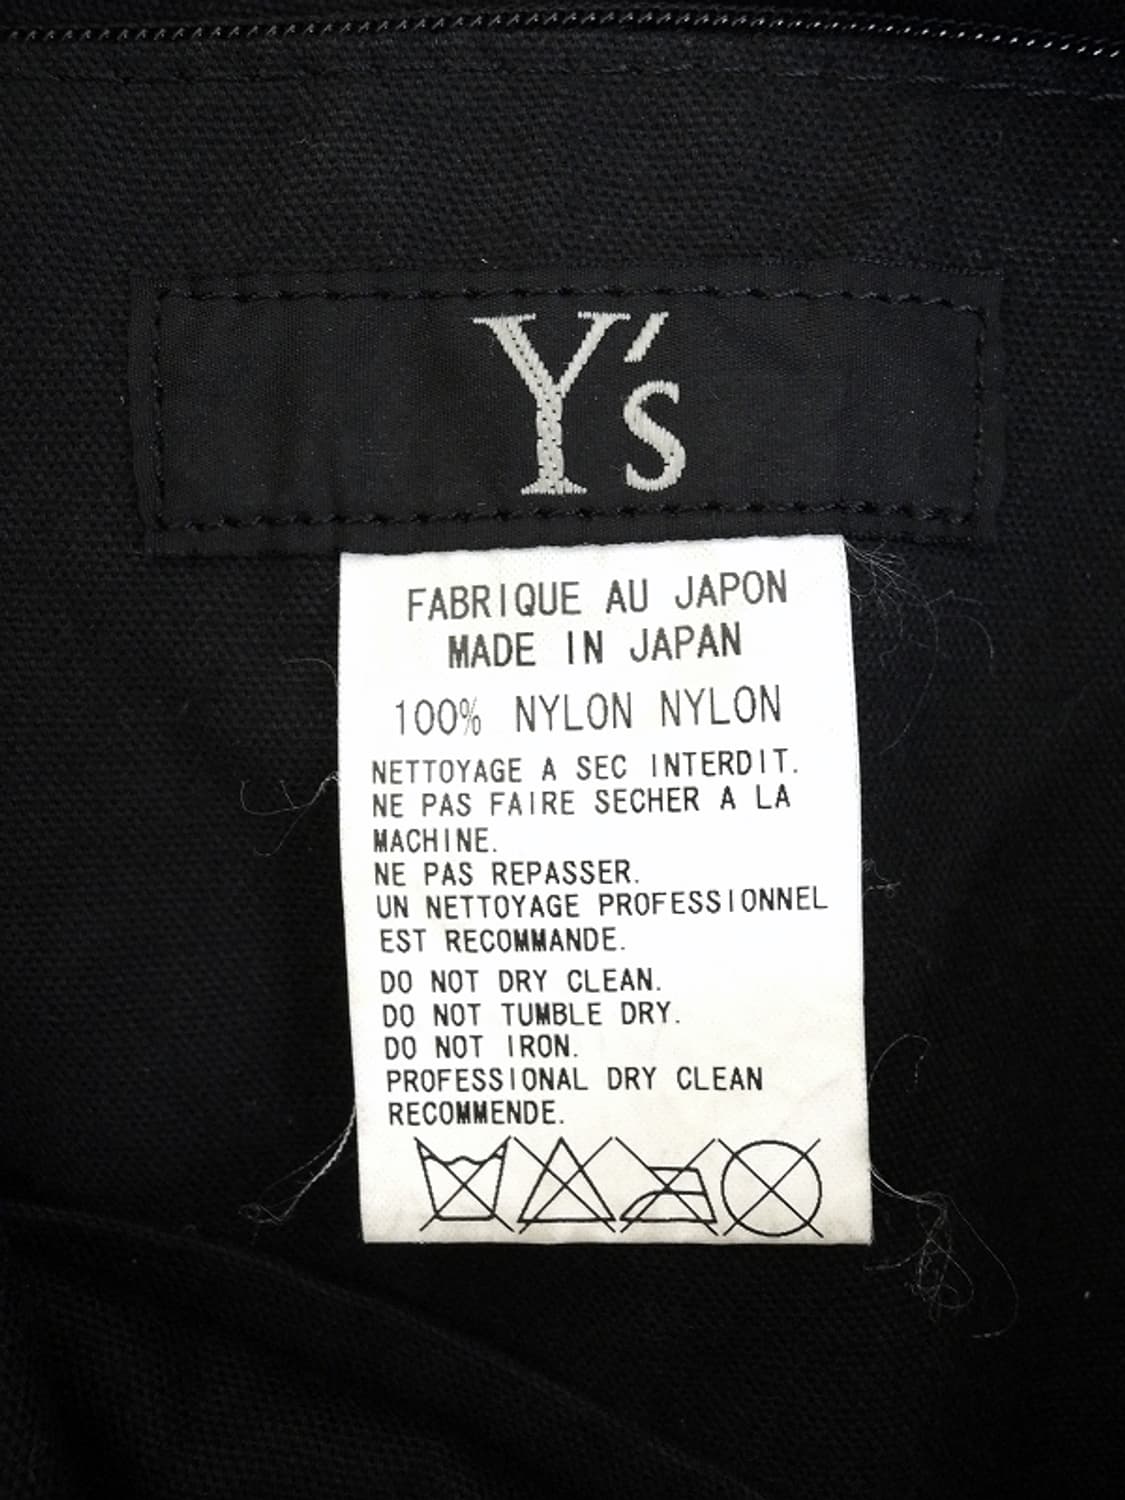 Y's
FABRIQUE AU JAPON
MADE IN JAPAN
100% NYLON NYLON
NETTOYAGE A SEC INTERDIT.
NE PAS FAIRE SECHER A LA
MACHINE.
NE PAS REPASSER.
UN NETTOYAGE PROFESSIONNEL
EST RECOMMANDE.
DO NOT DRY CLEAN.
DO NOT TUMBLE DRY.
DO NOT IRON.
PROFESSIONAL DRY CLEAN
RECOMMENDE.